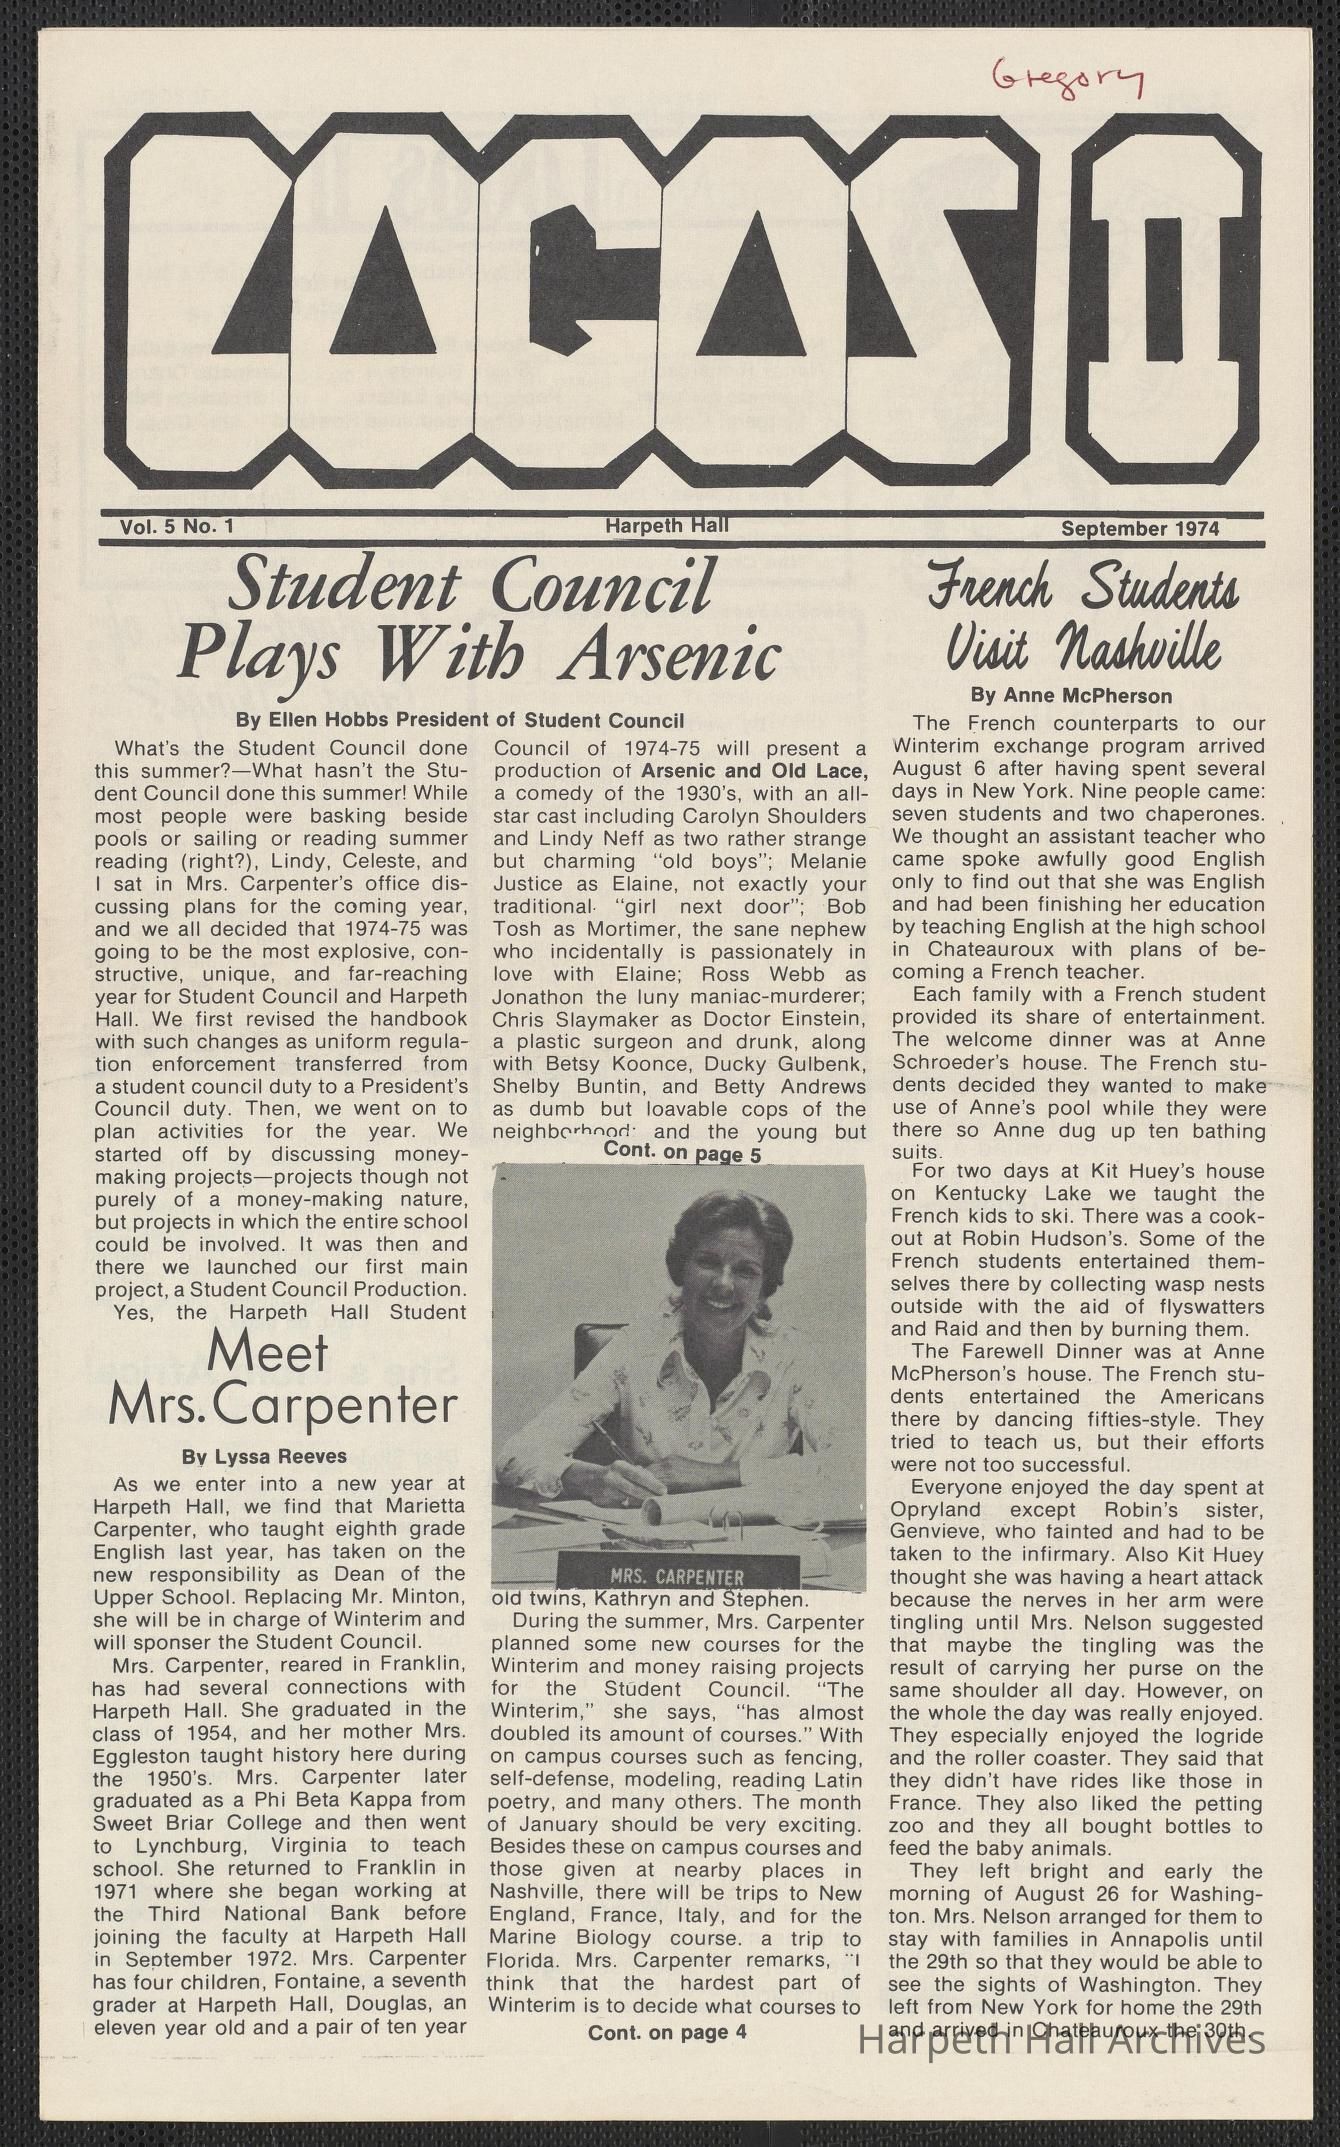 Gregory
LOGOS II
Vol. 5 No. 1
Harpeth Hall
September 1974
Student Council
Plays With Arsenic
By Ellen Hobbs President of Student Council
What's the Student Council done
this summer?—What hasn't the Stu-
dent Council done this summer! While
most people were basking beside
pools or sailing or reading summer
reading (right?), Lindy, Celeste, and
I sat in Mrs. Carpenter's office dis-
cussing plans for the coming year,
and we all decided that 1974-75 was
going to be the most explosive, con-
structive, unique, and far-reaching
year for Student Council and Harpeth
Hall. We first revised the handbook
with such changes as uniform regula-
tion enforcement transferred from
a student council duty to a President's
Council duty. Then, we went on to
plan activities for the year. We
started off by discussing money-
making projects—projects though not
purely of a money-making nature,
but projects in which the entire school
could be involved. It was then and
there we launched our first main
project, a Student Council Production.
Yes, the Harpeth Hall Student
Council of 1974-75 will present a
production of Arsenic and Old Lace,
a comedy of the 1930's, with an all-
star cast including Carolyn Shoulders
and Lindy Neff as two rather strange
but charming "old boys"; Melanie
Justice as Elaine, not exactly your
traditional "girl next door"; Bob
Tosh as Mortimer, the sane nephew
who incidentally is passionately in
love with Elaine; Ross Webb as
Jonathon the luny maniac-murderer;
Chris Slaymaker as Doctor Einstein,
a plastic surgeon and drunk, along
with Betsy Koonce, Ducky Gulbenk,
Shelby Buntin, and Betty Andrews
as dumb but loavable cops of the
neighborhood; and the young but
Cont. on page 5
Meet
Mrs. Carpenter
By Lyssa Reeves
As we enter into a new year at
Harpeth Hall, we find that Marietta
Carpenter, who taught eighth grade
English last year, has taken on the
new responsibility as Dean of the
Upper School. Replacing Mr. Minton,
she will be in charge of Winterim and
will sponser the Student Council.
Mrs. Carpenter, reared in Franklin,
has had several connections with
Harpeth Hall. She graduated in the
class of 1954, and her mother Mrs.
Eggleston taught history here during
the 1950's. Mrs. Carpenter later
graduated as a Phi Beta Kappa from
Sweet Briar College and then went
to Lynchburg, Virginia to teach
school. She returned to Franklin in
1971 where she began working at
the Third National Bank before
joining the faculty at Harpeth Hall
in September 1972. Mrs. Carpenter
has four children, Fontaine, a seventh
grader at Harpeth Hall, Douglas, an
eleven year old and a pair of ten year
MRS. CARPENTER
old twins, Kathryn and Stephen.
During the summer, Mrs. Carpenter
planned some new courses for the
Winterim and money raising projects
for the Student Council. "The
Winterim," she says, "has almost
doubled its amount of courses." With
on campus courses such as fencing,
self-defense, modeling, reading Latin
poetry, and many others. The month
of January should be very exciting.
Besides these on campus courses and
those given at nearby places in
Nashville, there will be trips to New
England, France, Italy, and for the
Marine Biology course. a trip to
Florida. Mrs. Carpenter remarks, "I
think that the hardest part of
Winterim is to decide what courses to
Cont. on page 4
French Students
Visit Nashville
By Anne McPherson
The French counterparts to our
Winterim exchange program arrived
August 6 after having spent several
days in New York. Nine people came:
seven students and two chaperones.
We thought an assistant teacher who
came spoke awfully good English
only to find out that she was English
and had been finishing her education
by teaching English at the high school
in Chateauroux with plans of be-
coming a French teacher.
Each family with a French student
provided its share of entertainment.
The welcome dinner was at Anne
Schroeder's house. The French stu-
dents decided they wanted to make
use of Anne's pool while they were
there so Anne dug up ten bathing
suits.
For two days at Kit Huey's house
on Kentucky Lake we taught the
French kids to ski. There was a cook-
out at Robin Hudson's. Some of the
French students entertained them-
selves there by collecting wasp nests
outside with the aid of flyswatters
and Raid and then by burning them.
The Farewell Dinner was at Anne
McPherson's house. The French stu-
dents entertained the Americans
there by dancing fifties-style. They
tried to teach us, but their efforts
were not too successful.
Everyone enjoyed the day spent at
Opryland except Robin's sister,
Genvieve, who fainted and had to be
taken to the infirmary. Also Kit Huey
thought she was having a heart attack
because the nerves in her arm were
tingling until Mrs. Nelson suggested
that maybe the tingling was the
result of carrying her purse on the
same shoulder all day. However, on
the whole the day was really enjoyed.
They especially enjoyed the logride
and the roller coaster. They said that
they didn't have rides like those in
France. They also liked the petting
zoo and they all bought bottles to
feed the baby animals.
They left bright and early the
morning of August 26 for Washing-
ton. Mrs. Nelson arranged for them to
stay with families in Annapolis until
the 29th so that they would be able to
see the sights of Washington. They
left from New York for home the 29th
and arrived in Chateauroux the 30th.
Harpeth Hall Archives